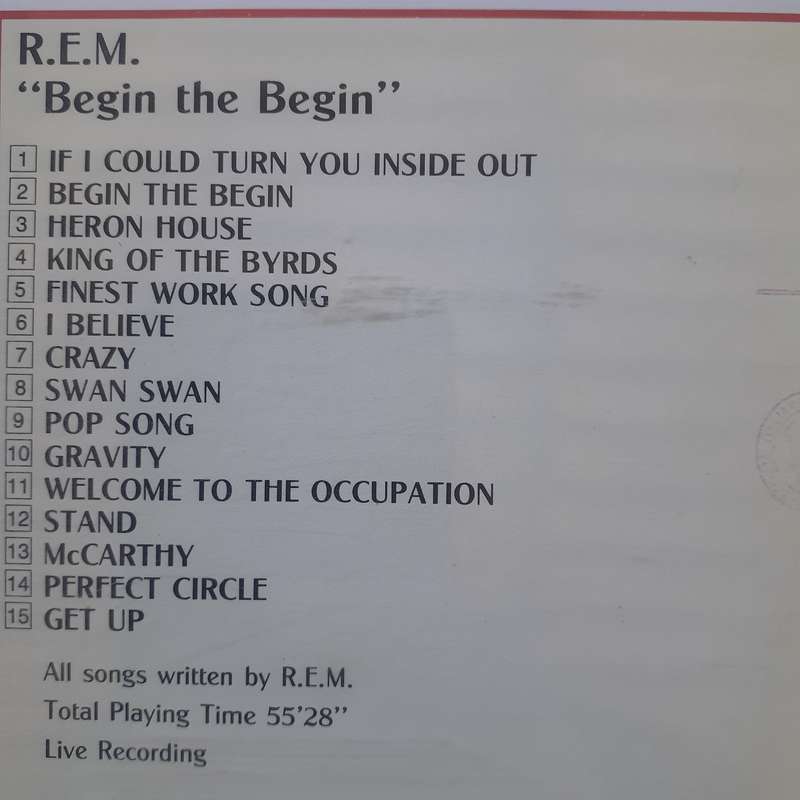 R.E.M.
“Begin the Begin”
1 IF I COULD TURN YOU INSIDE OUT
2 BEGIN THE BEGIN
3 HERON HOUSE
4 KING OF THE BYRDS
5 FINEST WORK SONG
6 I BELIEVE
7 CRAZY
8 SWAN SWAN
9 POP SONG
10 GRAVITY
11 WELCOME TO THE OCCUPATION
12 STAND
13 McCARTHY
14 PERFECT CIRCLE
15 GET UP
All songs written by R.E.M.
Total Playing Time 55’28”
Live Recording